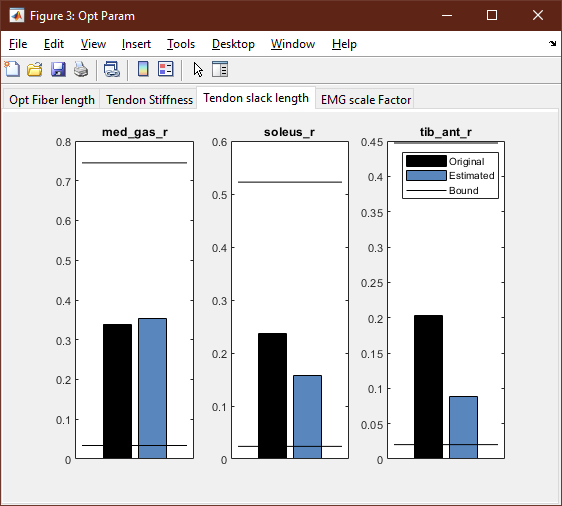 Figure 3: Opt Param
File Edit View Insert Tools Desktop Window Help
Opt Fiber length Tendon Stiffness Tendon slack length EMG scale Factor
med_gas_r
0.8
0.7
0.6
0.5
0.4
0.3
0.2
0.1
0
soleus_r
0.6
0.5
0.4
0.3
0.2
0.1
0
tib_ant_r
0.45
0.4
0.35
0.3
0.25
0.2
0.15
0.1
0.05
0
Original
Estimated
Bound